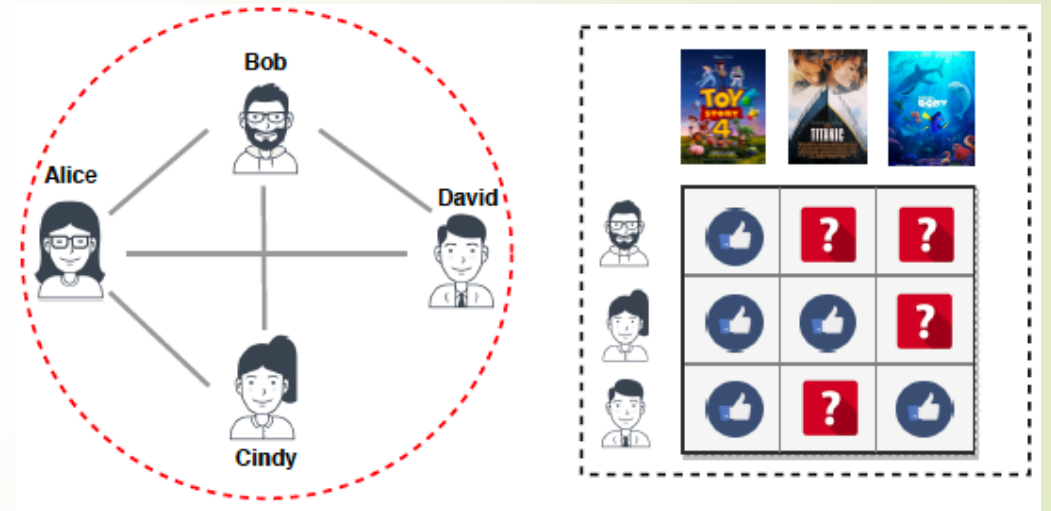 Bob
Alice
David
Cindy
TOY
STORY
4
TITANIC
DORY
?
?
?
?